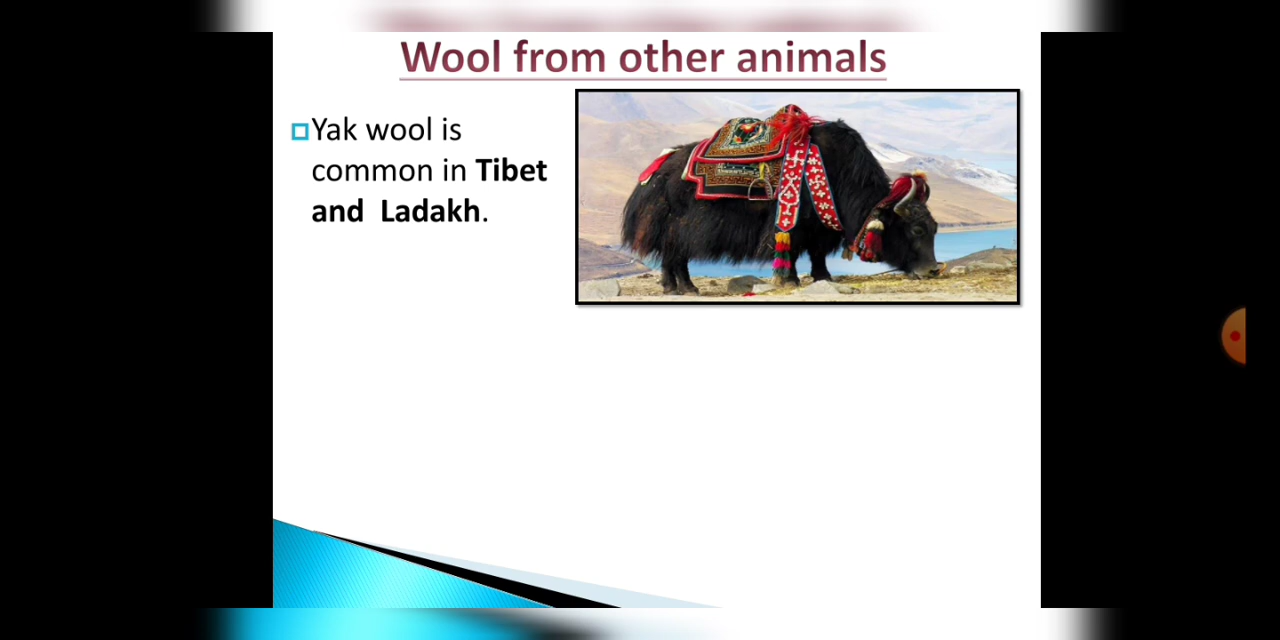 Wool from other animals
Yak wool is
common in Tibet
and Ladakh.